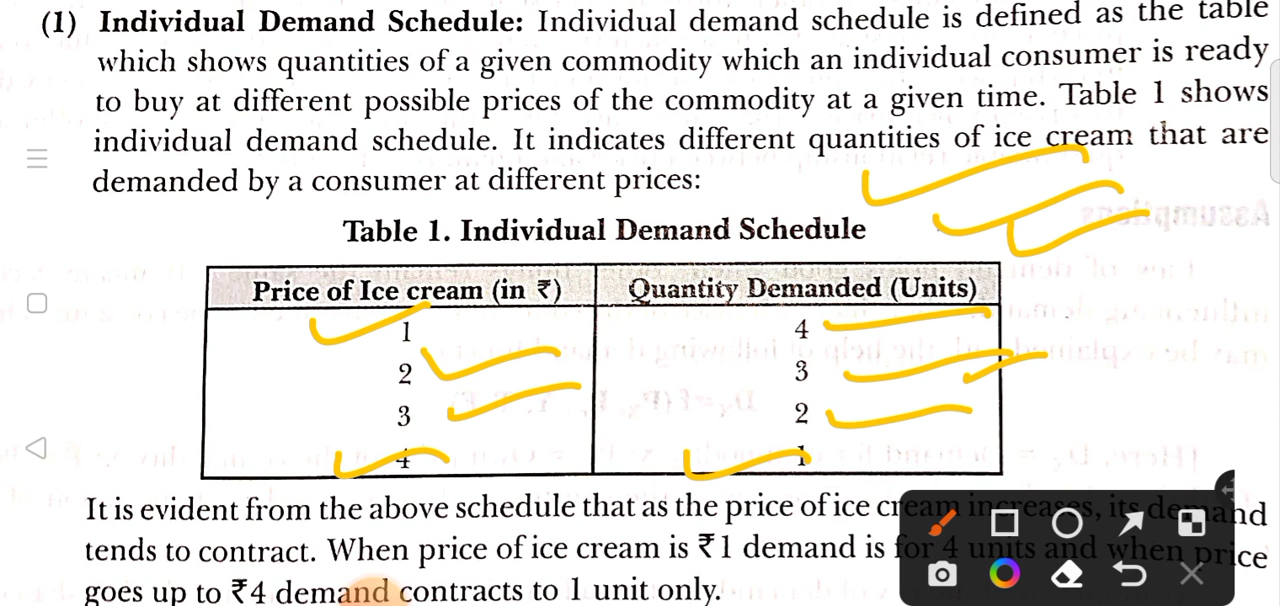 (1) Individual Demand Schedule: Individual demand schedule is defined as the table
which shows quantities of a given commodity which an individual consumer is ready
to buy at different possible prices of the commodity at a given time. Table 1 shows
individual demand schedule. It indicates different quantities of ice cream that are
demanded by a consumer at different prices:
Assumptions
Table 1. Individual Demand Schedule
Price of Ice cream (in ₹) Quantity Demanded (Units)
1 4
2 3
3 2
4 1
It is evident from the above schedule that as the price of ice cream increases, its demand
tends to contract. When price of ice cream is ₹1 demand is for 4 units and when price
goes up to ₹4 demand contracts to 1 unit only.